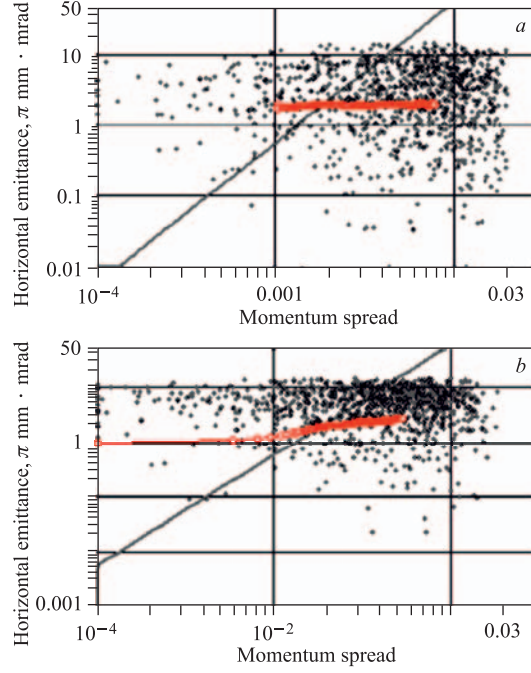 50
a
10
1
0.1
0.01
10⁻⁴
0.001
0.03
Horizontal emittance, π mm · mrad
Momentum spread
50
b
1
0.001
10⁻⁴
10⁻²
0.03
Horizontal emittance, π mm · mrad
Momentum spread